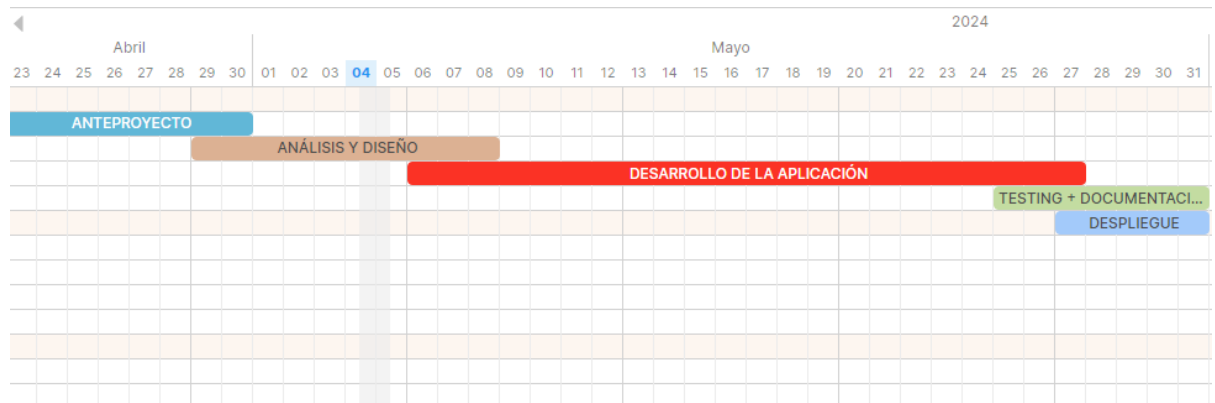 2024
Abril Mayo
23 24 25 26 27 28 29 30 01 02 03 04 05 06 07 08 09 10 11 12 13 14 15 16 17 18 19 20 21 22 23 24 25 26 27 28 29 30 31
ANTEPROYECTO
ANÁLISIS Y DISEÑO
DESARROLLO DE LA APLICACIÓN
TESTING + DOCUMENTACI...
DESPLIEGUE